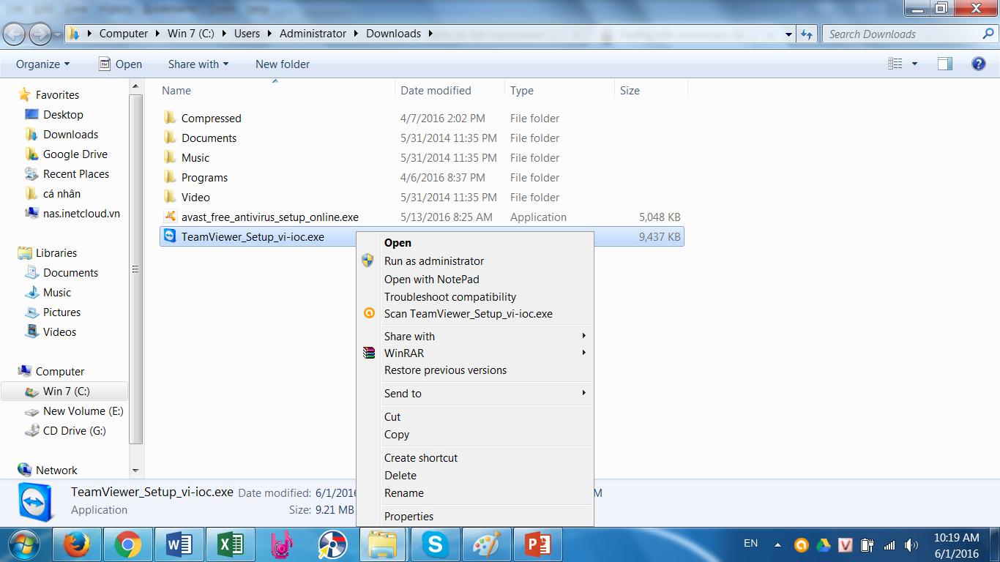 Computer Win 7 (C:) Users Administrator Downloads
Search Downloads
Organize Open Share with New folder
Name Date modified Type Size
Favorites
Desktop
Downloads
Google Drive
Recent Places
cá nhân
nas.inetcloud.vn
Libraries
Documents
Music
Pictures
Videos
Computer
Win 7 (C:)
New Volume (E:)
CD Drive (G:)
Network
Compressed 4/7/2016 2:02 PM File folder
Documents 5/31/2014 11:35 PM File folder
Music 5/31/2014 11:35 PM File folder
Programs 4/6/2016 8:37 PM File folder
Video 5/31/2014 11:35 PM File folder
avast_free_antivirus_setup_online.exe 5/13/2016 8:25 AM Application 5,048 KB
TeamViewer_Setup_vi-ioc.exe 9,437 KB
Open
Run as administrator
Open with NotePad
Troubleshoot compatibility
Scan TeamViewer_Setup_vi-ioc.exe
Share with
WinRAR
Restore previous versions
Send to
Cut
Copy
Create shortcut
Delete
Rename
Properties
TeamViewer_Setup_vi-ioc.exe Date modified: 6/1/2016 M
Application Size: 9.21 MB
EN
10:19 AM
6/1/2016